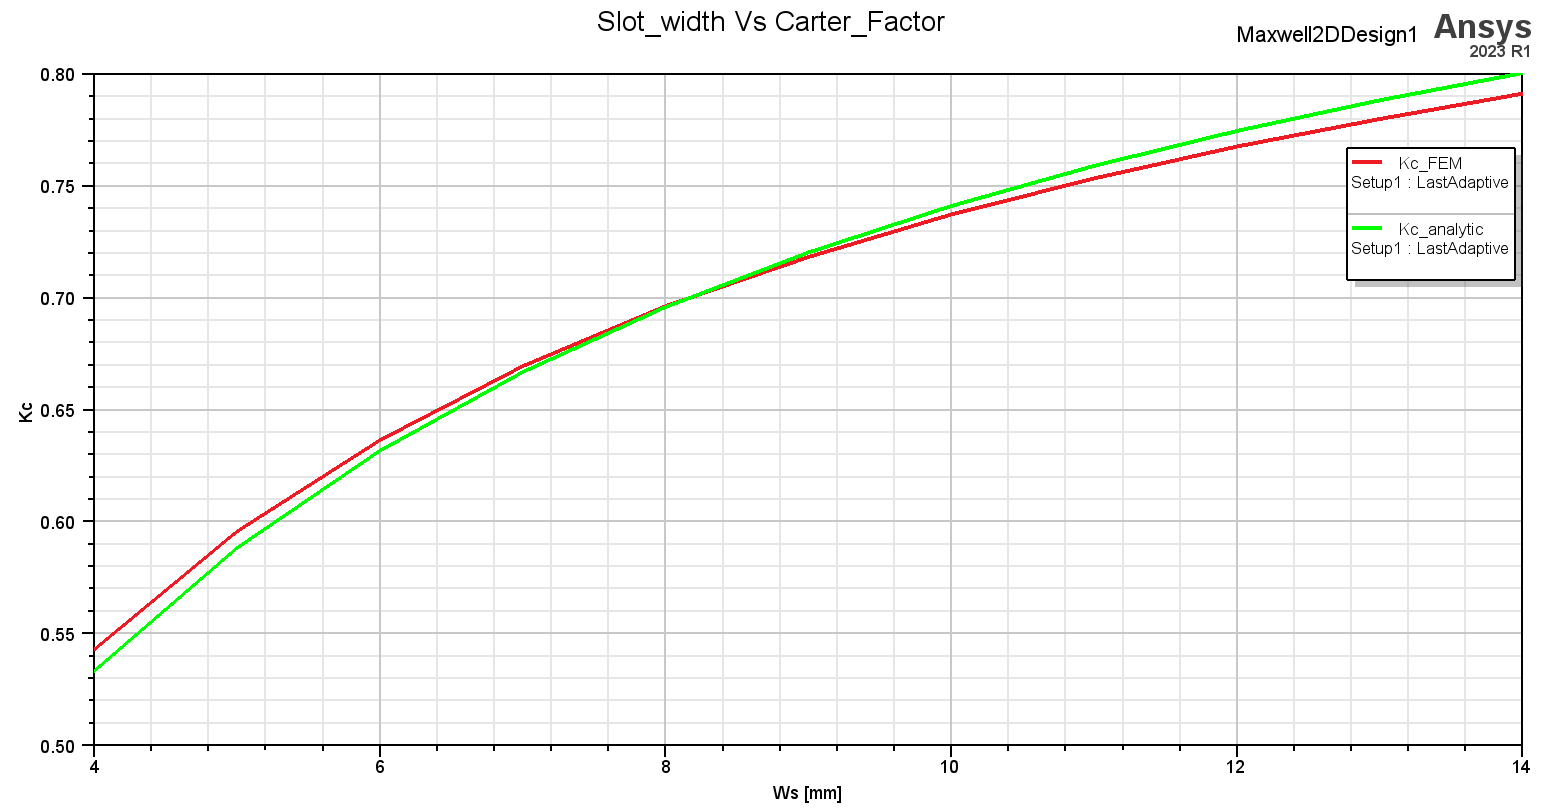 Slot_width Vs Carter_Factor
Maxwell2DDesign1
Ansys
2023 R1
0.80
0.75
0.70
0.65
0.60
0.55
0.50
Kc
Kc_FEM
Setup1 : LastAdaptive
Kc_analytic
Setup1 : LastAdaptive
4 6 8 10 12 14
Ws [mm]